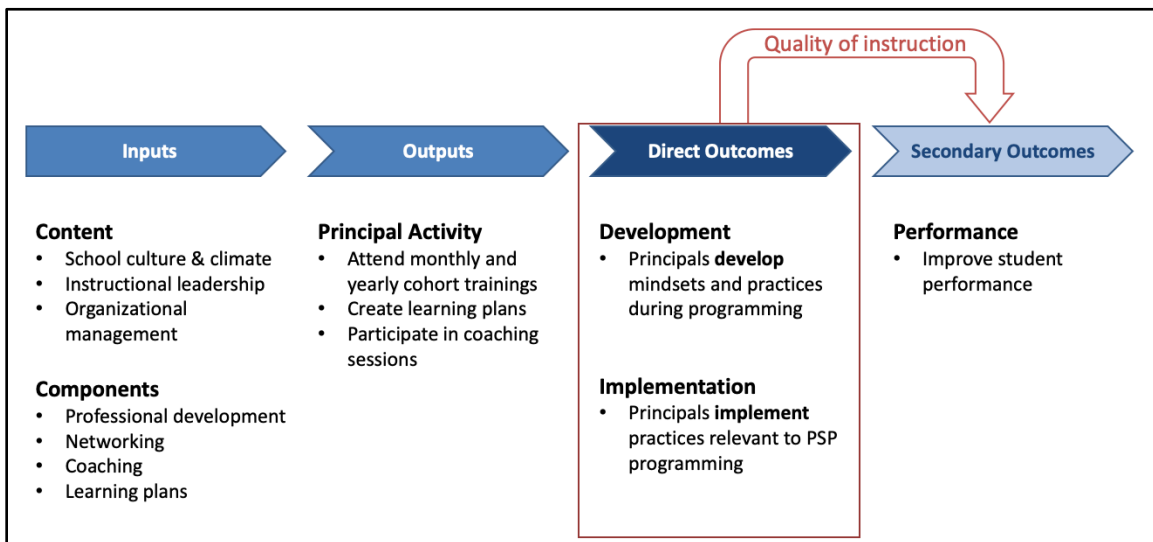 Quality of instruction
Inputs
Outputs
Direct Outcomes
Secondary Outcomes
Content
• School culture & climate
• Instructional leadership
• Organizational
management
Components
• Professional development
• Networking
• Coaching
• Learning plans
Principal Activity
• Attend monthly and
yearly cohort trainings
• Create learning plans
• Participate in coaching
sessions
Development
• Principals develop
mindsets and practices
during programming
Implementation
• Principals implement
practices relevant to PSP
programming
Performance
• Improve student
performance